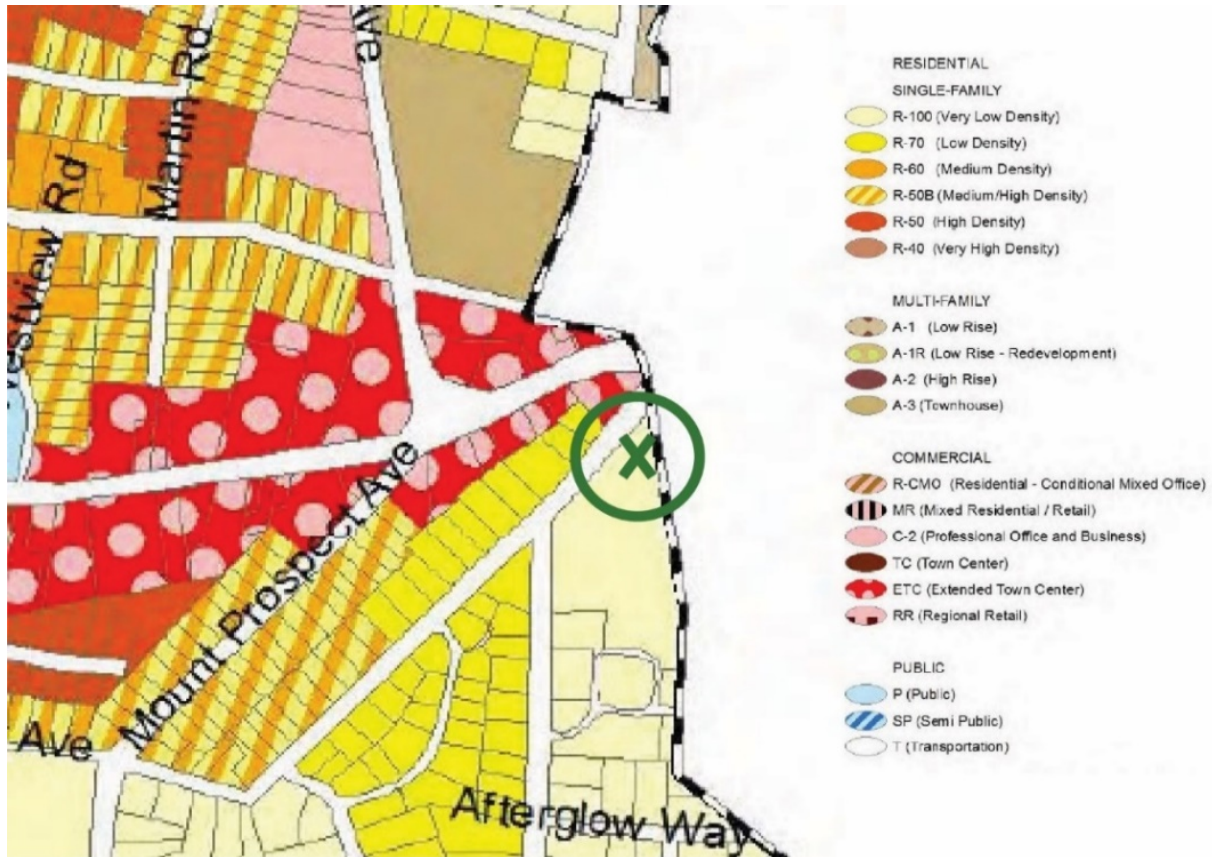 Ave
Martin Rd
Rd
Mount Prospect Ave
Ave
Afterglow Way
X
RESIDENTIAL
SINGLE-FAMILY
R-100 (Very Low Density)
R-70 (Low Density)
R-60 (Medium Density)
R-50B (Medium/High Density)
R-50 (High Density)
R-40 (Very High Density)
MULTI-FAMILY
A-1 (Low Rise)
A-1R (Low Rise - Redevelopment)
A-2 (High Rise)
A-3 (Townhouse)
COMMERCIAL
R-CMO (Residential - Conditional Mixed Office)
MR (Mixed Residential / Retail)
C-2 (Professional Office and Business)
TC (Town Center)
ETC (Extended Town Center)
RR (Regional Retail)
PUBLIC
P (Public)
SP (Semi Public)
T (Transportation)